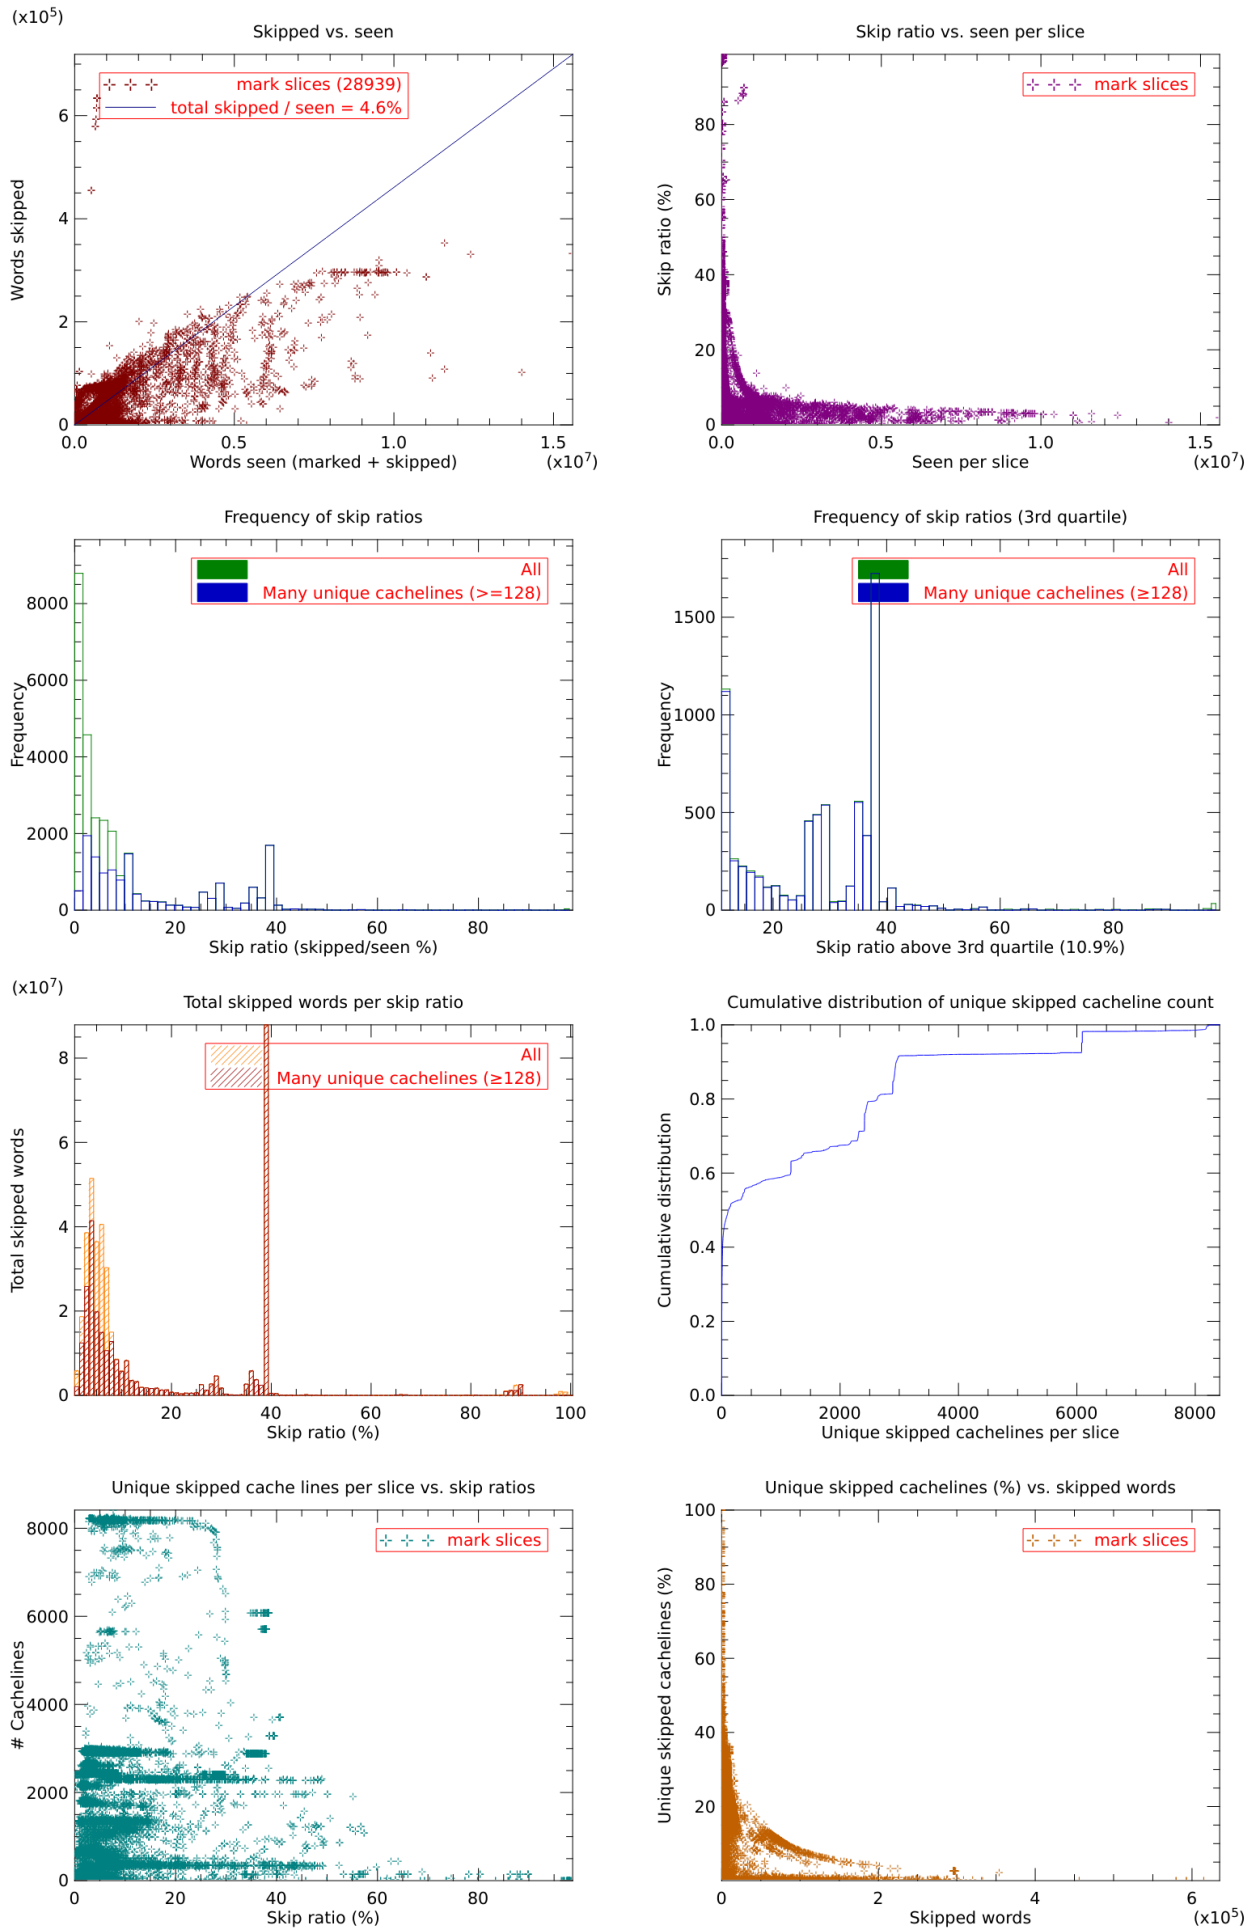 (x10⁵)
Skipped vs. seen
mark slices (28939)
total skipped / seen = 4.6%
Words skipped
6
4
2
0
0.0 0.5 1.0 1.5
Words seen (marked + skipped) (x10⁷)
Skip ratio vs. seen per slice
mark slices
Skip ratio (%)
80
60
40
20
0
0.0 0.5 1.0 1.5
Seen per slice (x10⁷)
Frequency of skip ratios
All
Many unique cachelines (>=128)
Frequency
8000
6000
4000
2000
0
0 20 40 60 80
Skip ratio (skipped/seen %)
Frequency of skip ratios (3rd quartile)
All
Many unique cachelines (≥128)
Frequency
1500
1000
500
0
20 40 60 80
Skip ratio above 3rd quartile (10.9%)
(x10⁷)
Total skipped words per skip ratio
All
Many unique cachelines (≥128)
Total skipped words
8
6
4
2
0
20 40 60 80 100
Skip ratio (%)
Cumulative distribution of unique skipped cacheline count
Cumulative distribution
1.0
0.8
0.6
0.4
0.2
0.0
0 2000 4000 6000 8000
Unique skipped cachelines per slice
Unique skipped cache lines per slice vs. skip ratios
mark slices
# Cachelines
8000
6000
4000
2000
0
0 20 40 60 80
Skip ratio (%)
Unique skipped cachelines (%) vs. skipped words
mark slices
Unique skipped cachelines (%)
100
80
60
40
20
0 2 4 6
Skipped words (x10⁵)